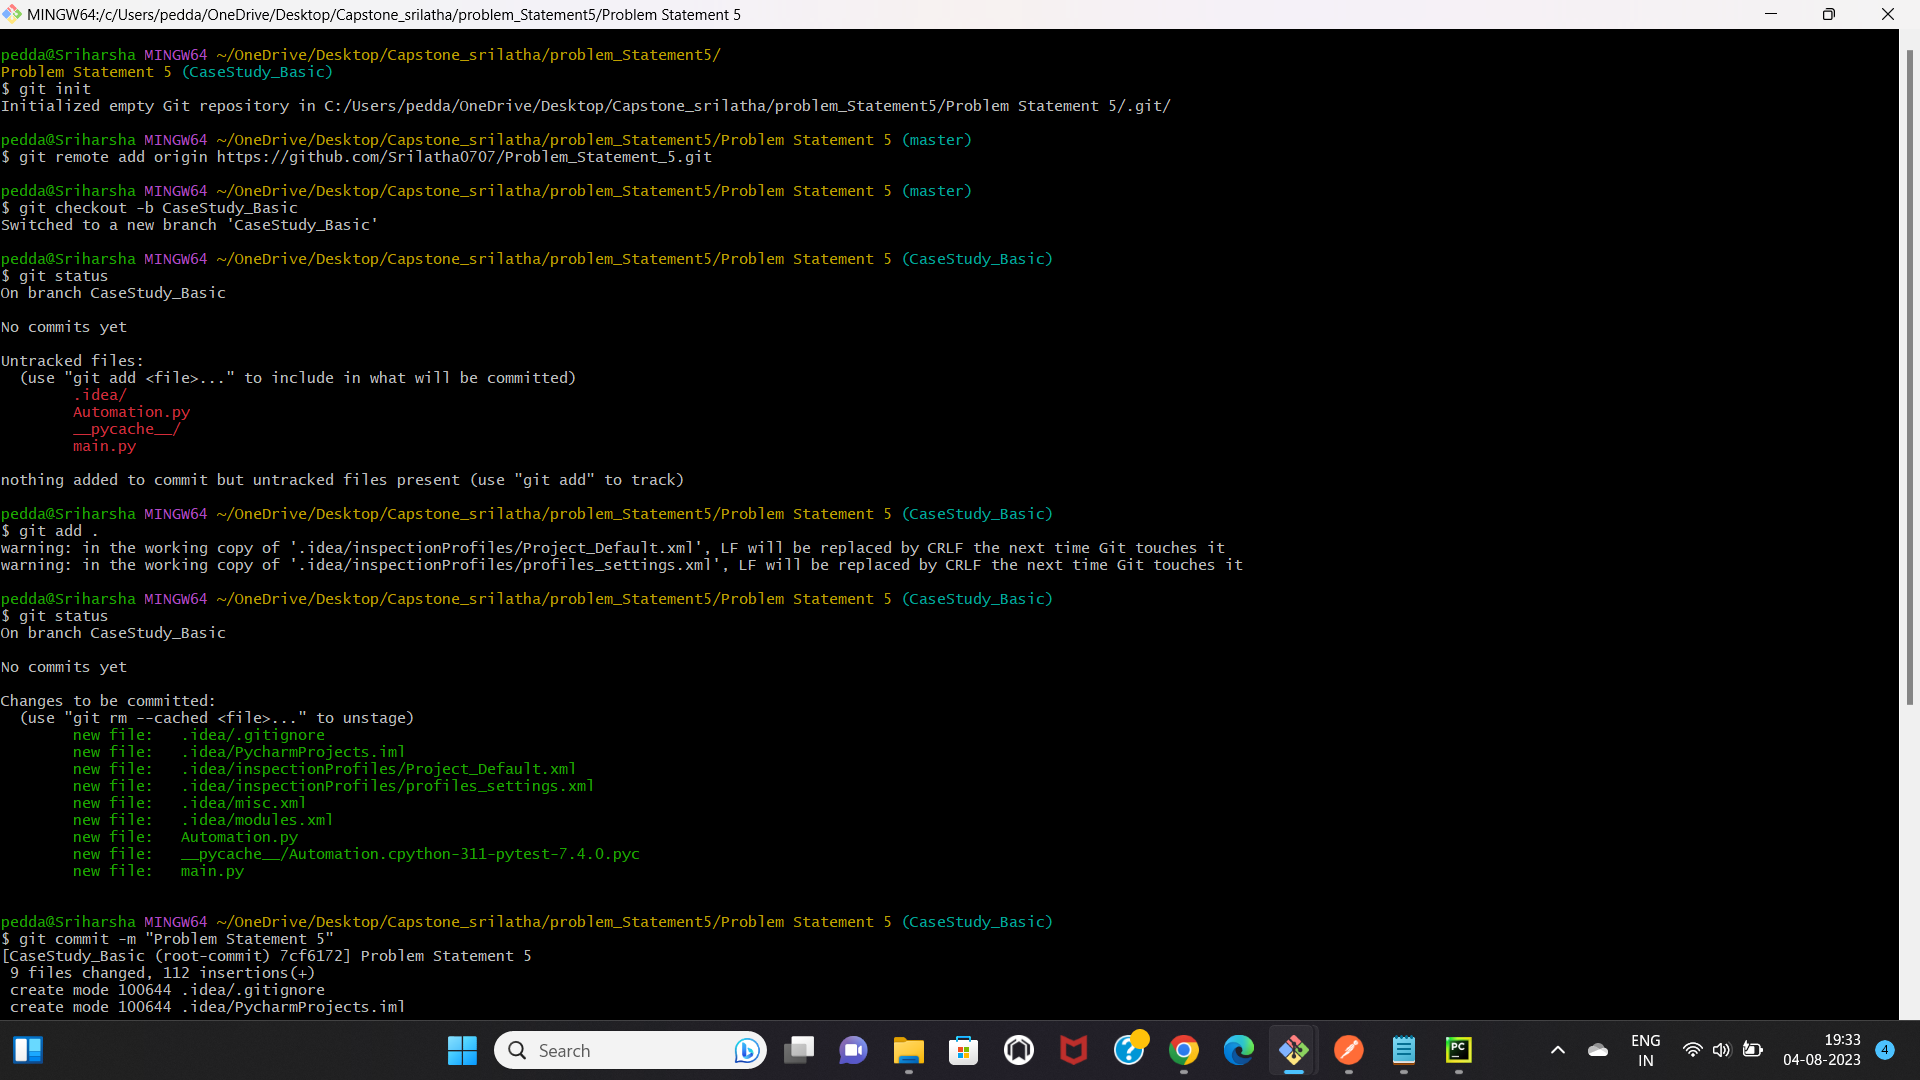 MINGW64:/c/Users/pedda/OneDrive/Desktop/Capstone_srilatha/problem_Statement5/Problem Statement 5
pedda@Sriharsha MINGW64 ~/OneDrive/Desktop/Capstone_srilatha/problem_Statement5/
Problem Statement 5 (CaseStudy_Basic)
$ git init
Initialized empty Git repository in C:/Users/pedda/OneDrive/Desktop/Capstone_srilatha/problem_Statement5/Problem Statement 5/.git/
pedda@Sriharsha MINGW64 ~/OneDrive/Desktop/Capstone_srilatha/problem_Statement5/Problem Statement 5 (master)
$ git remote add origin https://github.com/Srilatha0707/Problem_Statement_5.git
pedda@Sriharsha MINGW64 ~/OneDrive/Desktop/Capstone_srilatha/problem_Statement5/Problem Statement 5 (master)
$ git checkout -b CaseStudy_Basic
Switched to a new branch 'CaseStudy_Basic'
pedda@Sriharsha MINGW64 ~/OneDrive/Desktop/Capstone_srilatha/problem_Statement5/Problem Statement 5 (CaseStudy_Basic)
$ git status
On branch CaseStudy_Basic
No commits yet
Untracked files:
  (use "git add <file>..." to include in what will be committed)
        .idea/
        Automation.py
        __pycache__/
        main.py
nothing added to commit but untracked files present (use "git add" to track)
pedda@Sriharsha MINGW64 ~/OneDrive/Desktop/Capstone_srilatha/problem_Statement5/Problem Statement 5 (CaseStudy_Basic)
$ git add .
warning: in the working copy of '.idea/inspectionProfiles/Project_Default.xml', LF will be replaced by CRLF the next time Git touches it
warning: in the working copy of '.idea/inspectionProfiles/profiles_settings.xml', LF will be replaced by CRLF the next time Git touches it
pedda@Sriharsha MINGW64 ~/OneDrive/Desktop/Capstone_srilatha/problem_Statement5/Problem Statement 5 (CaseStudy_Basic)
$ git status
On branch CaseStudy_Basic
No commits yet
Changes to be committed:
  (use "git rm --cached <file>..." to unstage)
        new file:   .idea/.gitignore
        new file:   .idea/PycharmProjects.iml
        new file:   .idea/inspectionProfiles/Project_Default.xml
        new file:   .idea/inspectionProfiles/profiles_settings.xml
        new file:   .idea/misc.xml
        new file:   .idea/modules.xml
        new file:   Automation.py
        new file:   __pycache__/Automation.cpython-311-pytest-7.4.0.pyc
        new file:   main.py
pedda@Sriharsha MINGW64 ~/OneDrive/Desktop/Capstone_srilatha/problem_Statement5/Problem Statement 5 (CaseStudy_Basic)
$ git commit -m "Problem Statement 5"
[CaseStudy_Basic (root-commit) 7cf6172] Problem Statement 5
 9 files changed, 112 insertions(+)
 create mode 100644 .idea/.gitignore
 create mode 100644 .idea/PycharmProjects.iml
Search
PC
ENG
IN
19:33
04-08-2023
4